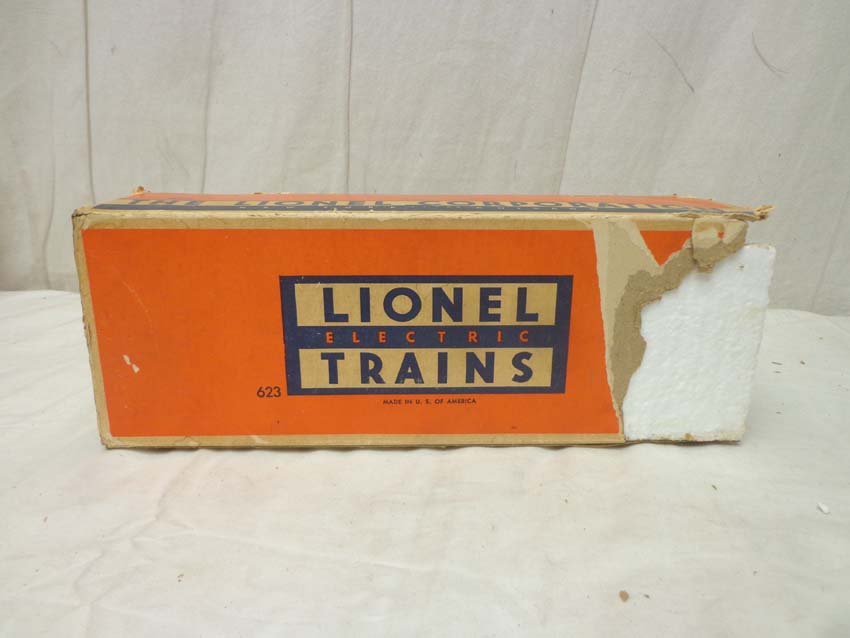 THE LIONEL CORPORATION
LIONEL
ELECTRIC
TRAINS
623
MADE IN U. S. OF AMERICA